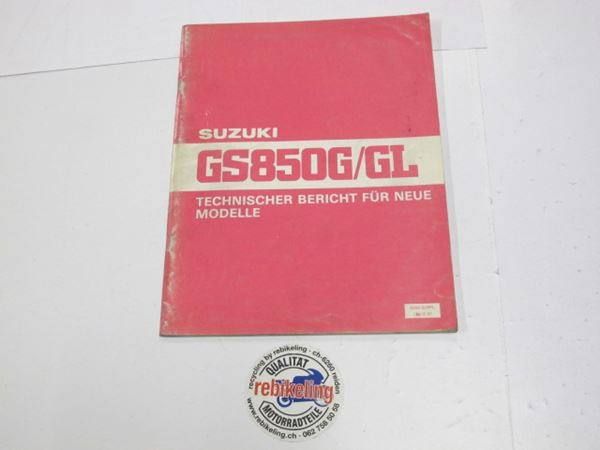 SUZUKI
GS850G/GL
TECHNISCHER BERICHT FÜR NEUE
MODELLE
recycling by rebikeling - ch-6260 reiden
QUALITÄT
rebikeling
MOTORRADTEILE
www.rebikeling.ch - 062 758 50 58